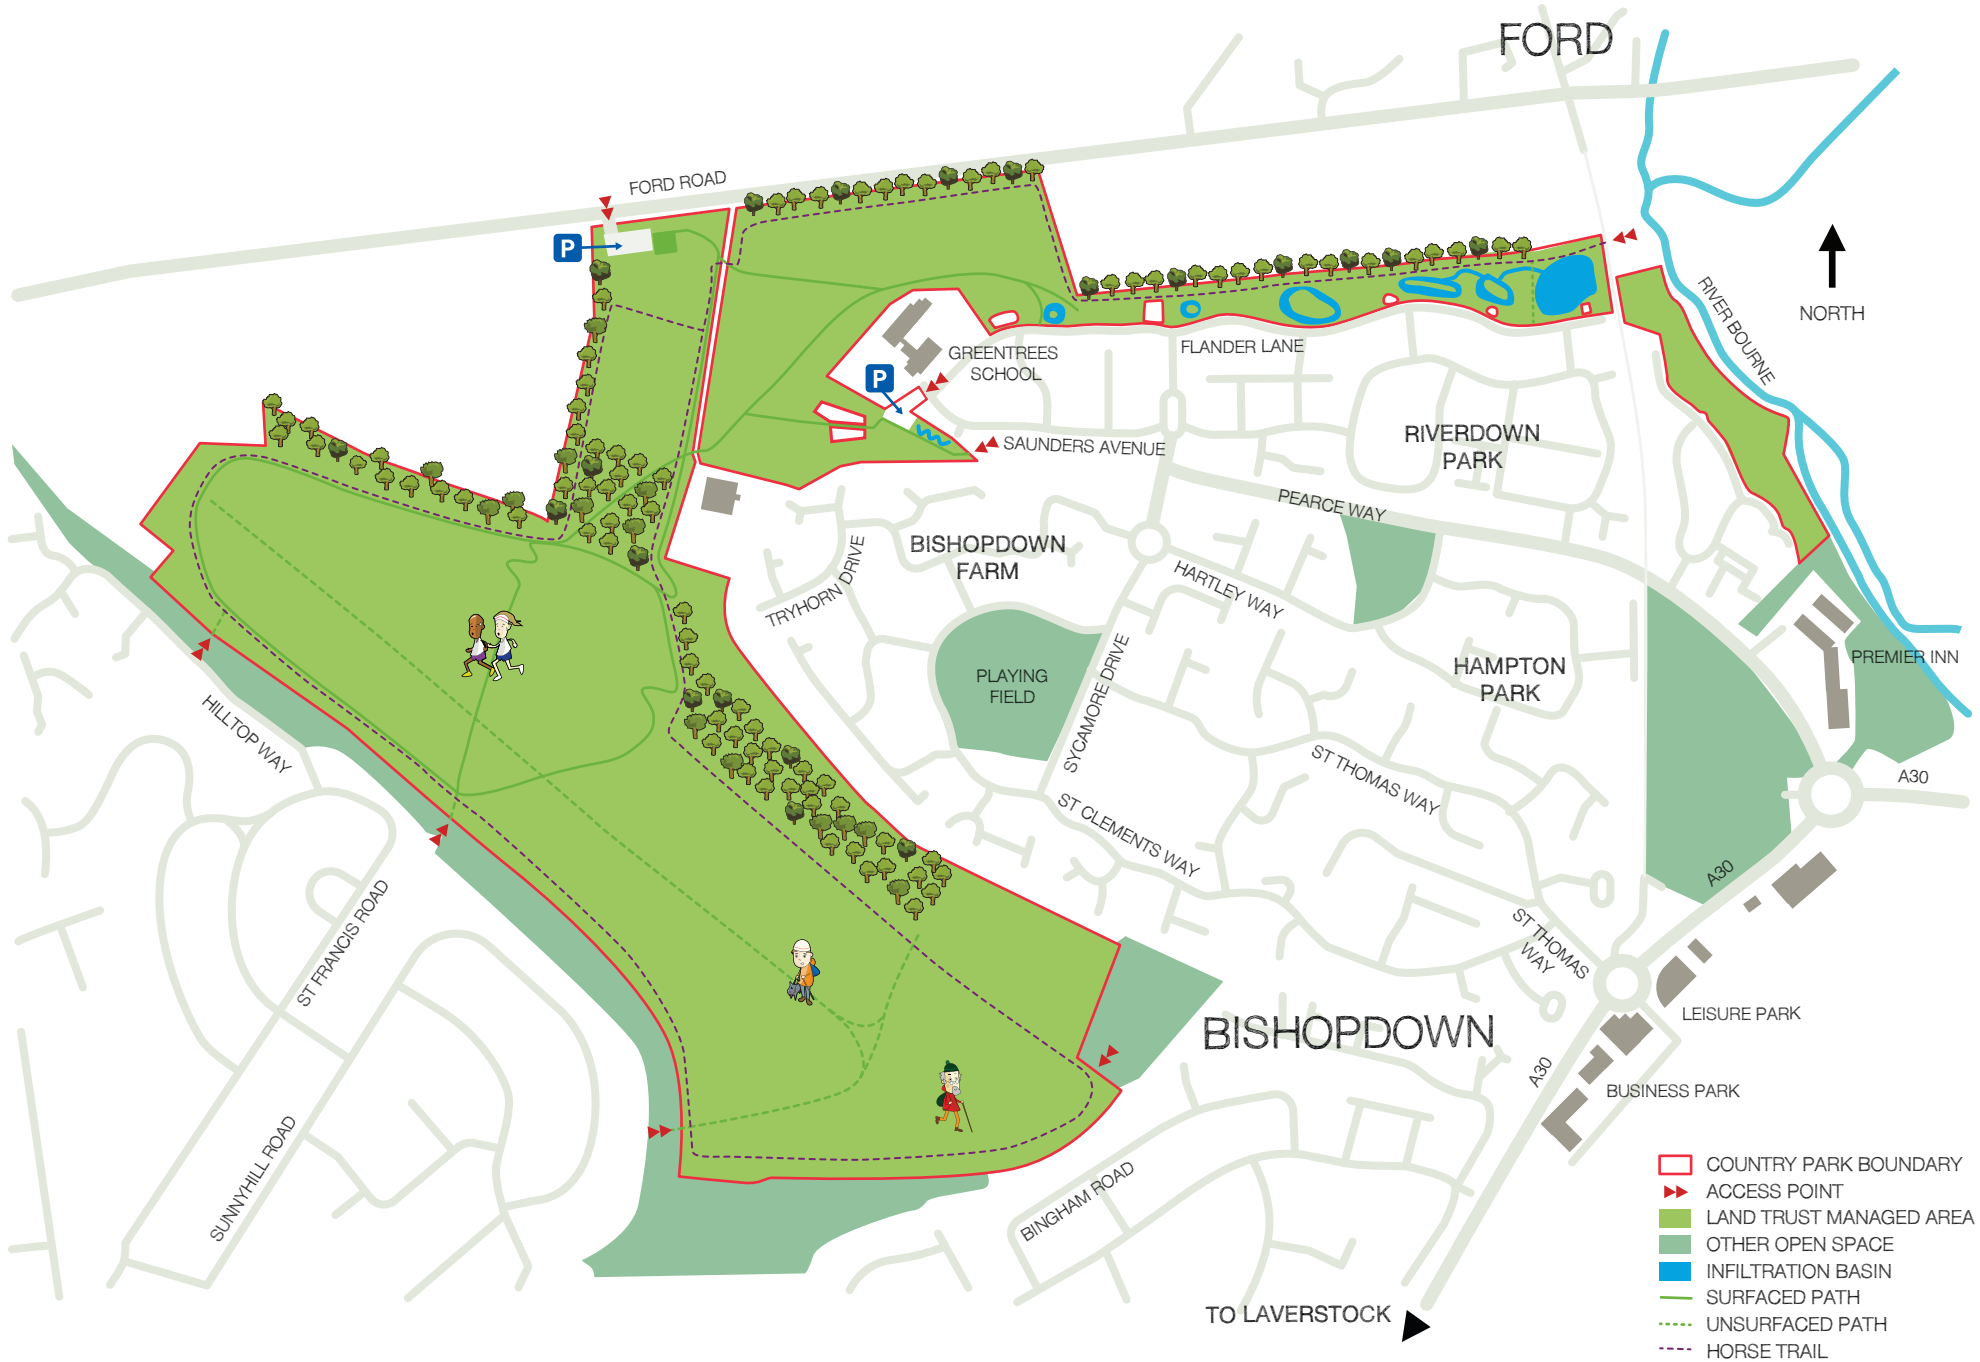 FORD
FORD ROAD
P
NORTH
RIVER BOURNE
GREENTREES
SCHOOL
FLANDER LANE
P
SAUNDERS AVENUE
RIVERDOWN
PARK
PEARCE WAY
BISHOPDOWN
FARM
TRYHORN DRIVE
HARTLEY WAY
PLAYING
FIELD
SYCAMORE DRIVE
HAMPTON
PARK
PREMIER INN
HILLTOP WAY
ST THOMAS WAY
A30
ST CLEMENTS WAY
A30
ST FRANCIS ROAD
ST THOMAS
WAY
LEISURE PARK
BISHOPDOWN
A30
BUSINESS PARK
SUNNYHILL ROAD
BINGHAM ROAD
TO LAVERSTOCK
COUNTRY PARK BOUNDARY
ACCESS POINT
LAND TRUST MANAGED AREA
OTHER OPEN SPACE
INFILTRATION BASIN
SURFACED PATH
UNSURFACED PATH
HORSE TRAIL